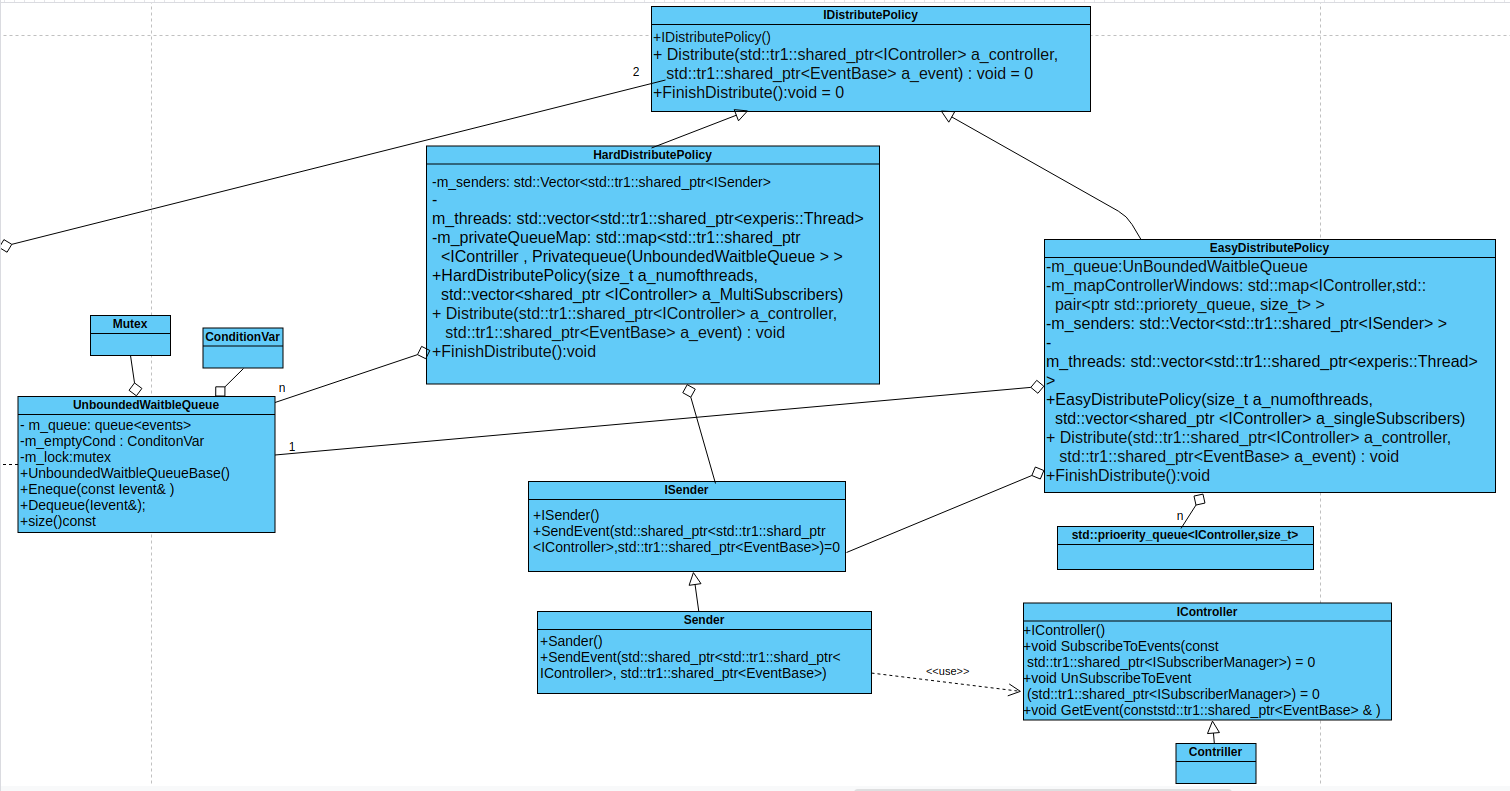 IDistributePolicy
+IDistributePolicy()
+ Distribute(std::tr1::shared_ptr<IController> a_controller,
std::tr1::shared_ptr<EventBase> a_event) : void = 0
+FinishDistribute():void = 0
2
HardDistributePolicy
-m_senders: std::Vector<std::tr1::shared_ptr<ISender>
-
m_threads: std::vector<std::tr1::shared_ptr<experis::Thread>
-m_privateQueueMap: std::map<std::tr1::shared_ptr
<IContriller , Privatequeue(UnboundedWaitbleQueue > >
+HardDistributePolicy(size_t a_numofthreads,
std::vector<shared_ptr <IController> a_MultiSubscribers)
+ Distribute(std::tr1::shared_ptr<IController> a_controller,
std::tr1::shared_ptr<EventBase> a_event) : void
+FinishDistribute():void
EasyDistributePolicy
-m_queue:UnBoundedWaitbleQueue
-m_mapControllerWindows: std::map<IController,std::
pair<ptr std::priorety_queue, size_t> >
-m_senders: std::Vector<std::tr1::shared_ptr<ISender> >
-
m_threads: std::vector<std::tr1::shared_ptr<experis::Thread>
>
+EasyDistributePolicy(size_t a_numofthreads,
std::vector<shared_ptr <IController> a_singleSubscribers)
+ Distribute(std::tr1::shared_ptr<IController> a_controller,
std::tr1::shared_ptr<EventBase> a_event) : void
+FinishDistribute():void
Mutex
ConditionVar
n
1
UnboundedWaitbleQueue
- m_queue: queue<events>
-m_emptyCond : ConditonVar
-m_lock:mutex
+UnboundedWaitbleQueueBase()
+Eneque(const Ievent& )
+Dequeue(Ievent&);
+size()const
ISender
+ISender()
+SendEvent(std::shared_ptr<std::tr1::shard_ptr
<IController>,std::tr1::shared_ptr<EventBase>)=0
n
std::prioerity_queue<IController,size_t>
Sender
+Sander()
+SendEvent(std::shared_ptr<std::tr1::shard_ptr<
IController>, std::tr1::shared_ptr<EventBase>)
<<use>>
IController
+IController()
+void SubscribeToEvents(const
std::tr1::shared_ptr<ISubscriberManager>) = 0
+void UnSubscribeToEvent
(std::tr1::shared_ptr<ISubscriberManager>) = 0
+void GetEvent(conststd::tr1::shared_ptr<EventBase> & )
Contriller